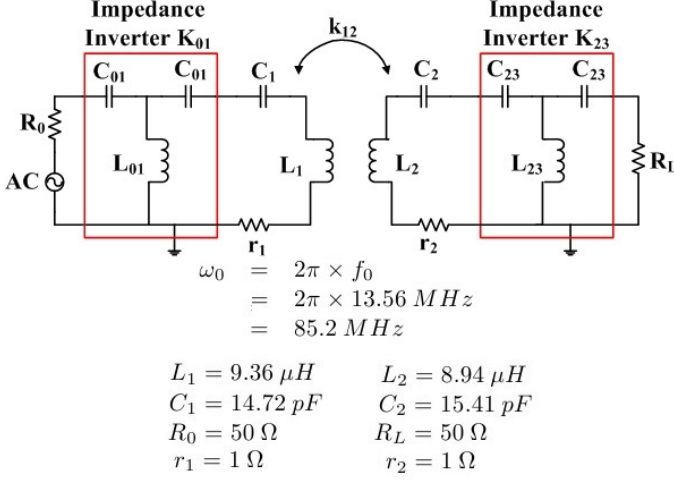 Impedance Inverter K₀₁
Impedance Inverter K₂₃
k₁₂
C₀₁ C₀₁ C₁ C₂ C₂₃ C₂₃
R₀
L₀₁ L₁ L₂ L₂₃ R_L
AC
r₁ r₂
ω₀ = 2π × f₀
= 2π × 13.56 MHz
= 85.2 MHz
L₁ = 9.36 μH L₂ = 8.94 μH
C₁ = 14.72 pF C₂ = 15.41 pF
R₀ = 50 Ω R_L = 50 Ω
r₁ = 1 Ω r₂ = 1 Ω